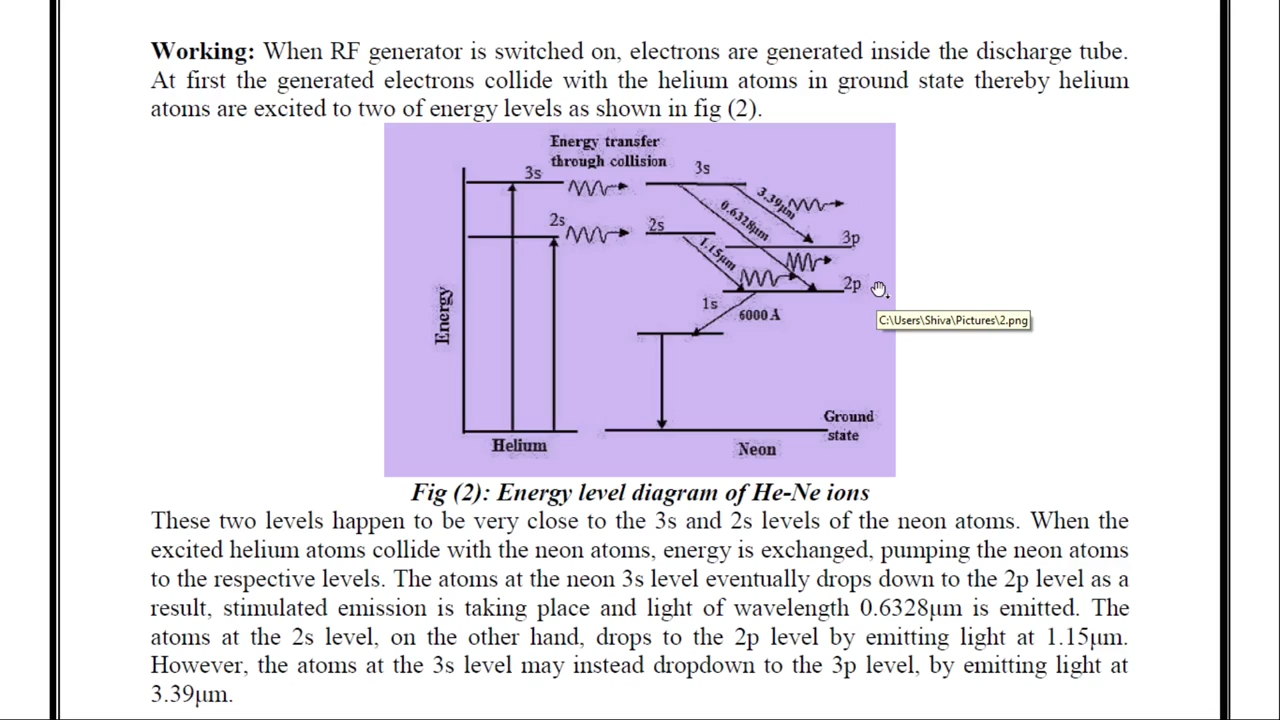 Working: When RF generator is switched on, electrons are generated inside the discharge tube.
At first the generated electrons collide with the helium atoms in ground state thereby helium
atoms are excited to two of energy levels as shown in fig (2).
Energy transfer
through collision
3s
3s
3.39μm
0.6328μm
2s
2s
3p
1.15μm
2p
1s
6000 A
C:\Users\Shiva\Pictures\2.png
Energy
Ground
state
Helium
Neon
Fig (2): Energy level diagram of He-Ne ions
These two levels happen to be very close to the 3s and 2s levels of the neon atoms. When the
excited helium atoms collide with the neon atoms, energy is exchanged, pumping the neon atoms
to the respective levels. The atoms at the neon 3s level eventually drops down to the 2p level as a
result, stimulated emission is taking place and light of wavelength 0.6328μm is emitted. The
atoms at the 2s level, on the other hand, drops to the 2p level by emitting light at 1.15μm.
However, the atoms at the 3s level may instead dropdown to the 3p level, by emitting light at
3.39μm.